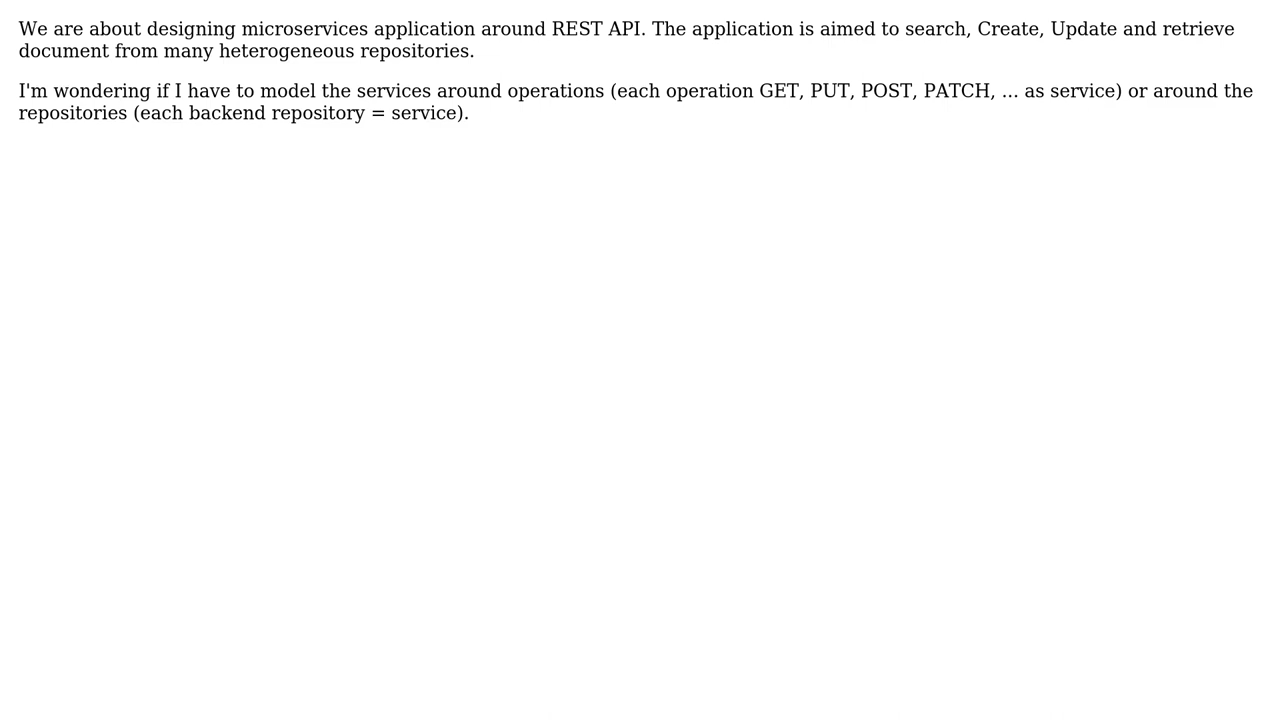 We are about designing microservices application around REST API. The application is aimed to search, Create, Update and retrieve
document from many heterogeneous repositories.
I'm wondering if I have to model the services around operations (each operation GET, PUT, POST, PATCH, ... as service) or around the
repositories (each backend repository = service).